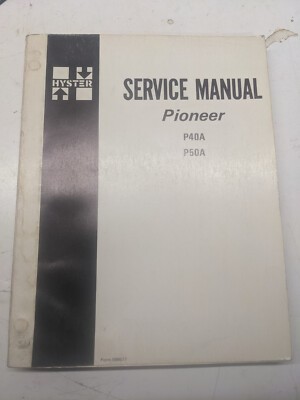 HYSTER
SERVICE MANUAL
Pioneer
P40A
P50A